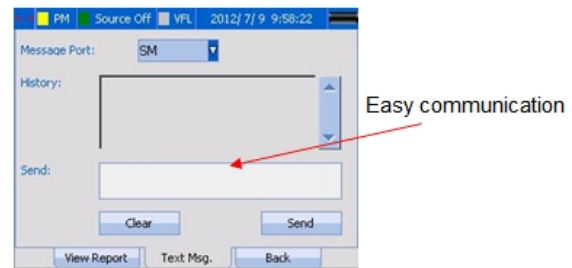 PM Source Off VFL 2012/ 7/ 9 9:58:22
Message Port: SM
History:
Easy communication
Send:
Clear Send
View Report Text Msg. Back